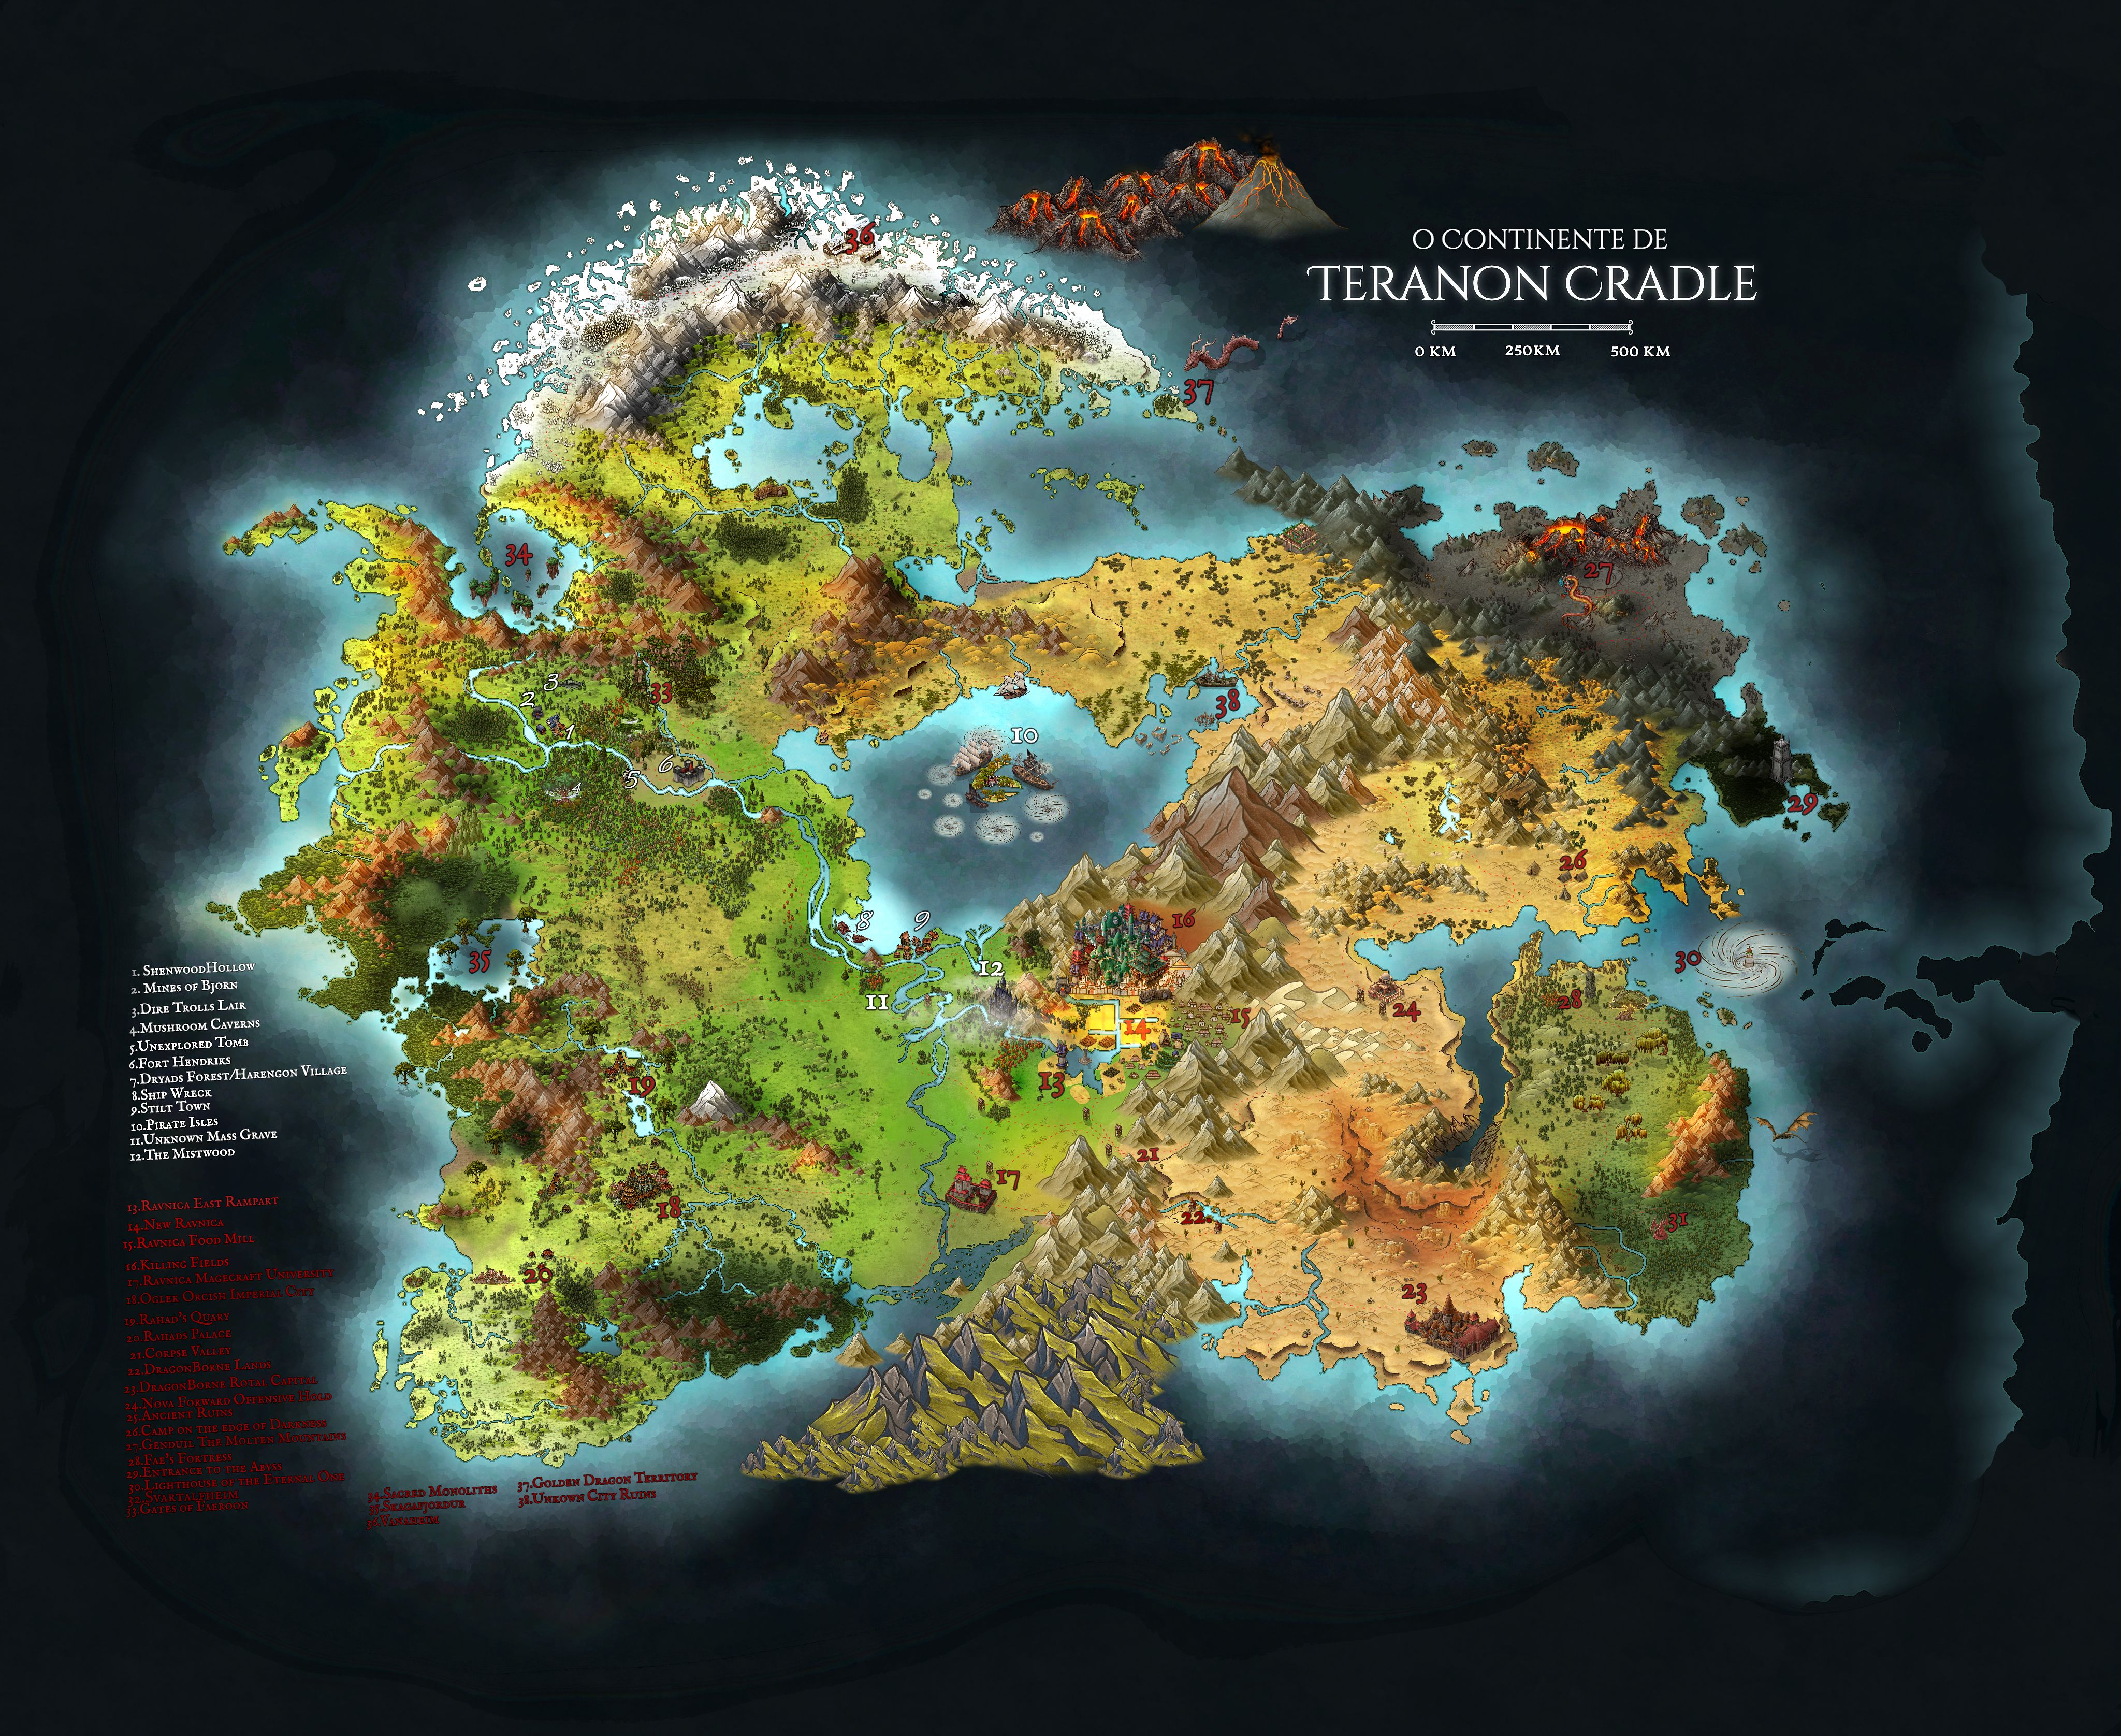 O CONTINENTE DE
TERANON CRADLE
0 KM 250KM 500 KM
36
37
34
27
33
3
2
1
38
10
6
5
4
29
26
8
9
16
35
12
30
11
28
24
15
14
13
19
21
17
18
22.
31
20
23
1. SHENWOODHOLLOW
2. MINES OF BJORN
3.DIRE TROLLS LAIR
4.MUSHROOM CAVERNS
5.UNEXPLORED TOMB
6.FORT HENDRIKS
7.DRYADS FOREST/HARENGON VILLAGE
8.SHIP WRECK
9.STILT TOWN
10.PIRATE ISLES
11.UNKNOWN MASS GRAVE
12.THE MISTWOOD
13.RAVNICA EAST RAMPART
14.NEW RAVNICA
15.RAVNICA FOOD MILL
16.KILLING FIELDS
17.RAVNICA MAGECRAFT UNIVERSITY
18.OGLEK ORCISH IMPERIAL CITY
19.RAHAD'S QUARY
20.RAHADS PALACE
21.CORPSE VALLEY
22.DRAGONBORNE LANDS
23.DRAGONBORNE ROTAL CAPITAL
24.NOVA FORWARD OFFENSIVE HOLD
25.ANCIENT RUINS
26.CAMP ON THE EDGE OF DARKNESS
27.GENDUIL THE MOLTEN MOUNTAINS
28.FAE'S FORTRESS
29.ENTRANCE TO THE ABYSS
30.LIGHTHOUSE OF THE ETERNAL ONE
32.SVARTALFHEIM
33.GATES OF FAEROON
34.SACRED MONOLITHS
35.SKAGAFJORDUR
36.VANAHEIM
37.GOLDEN DRAGON TERRITORY
38.UNKOWN CITY RUINS